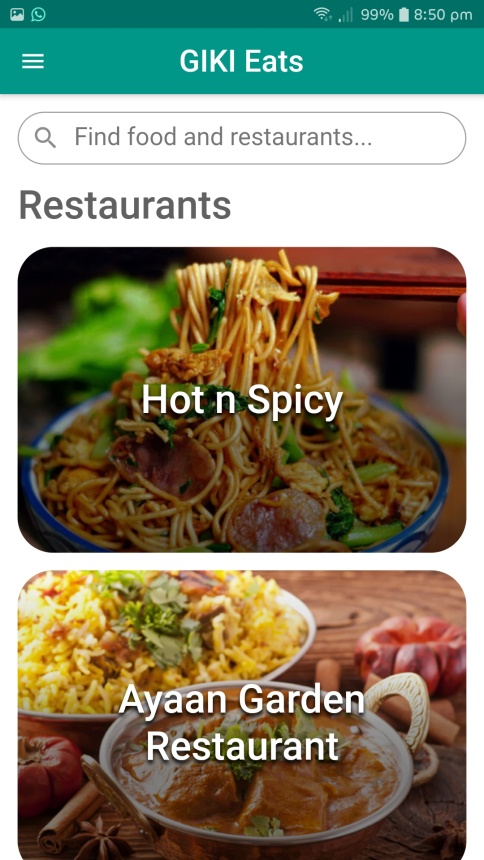 99% 8:50 pm
GIKI Eats
Find food and restaurants...
Restaurants
Hot n Spicy
Ayaan Garden
Restaurant